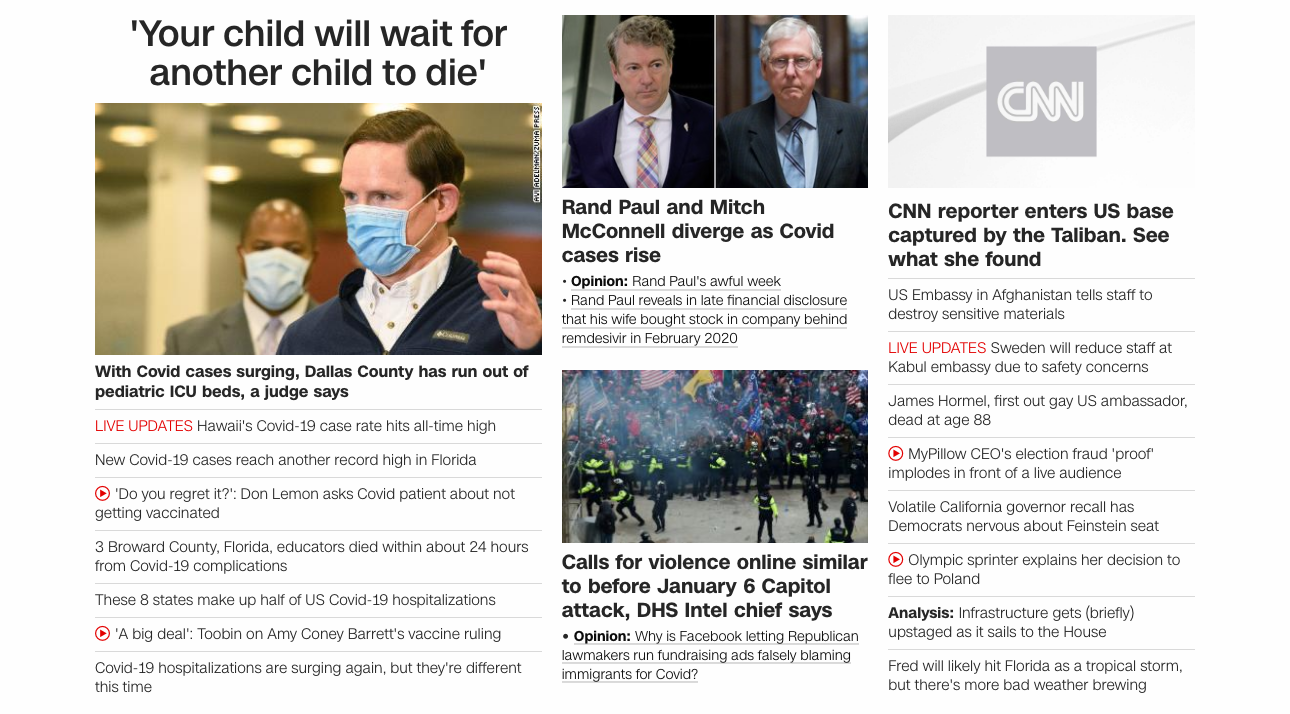 'Your child will wait for
another child to die'
AVI ADELMAN/ZUMA PRESS
Columbia
With Covid cases surging, Dallas County has run out of
pediatric ICU beds, a judge says
LIVE UPDATES Hawaii's Covid-19 case rate hits all-time high
New Covid-19 cases reach another record high in Florida
'Do you regret it?': Don Lemon asks Covid patient about not
getting vaccinated
3 Broward County, Florida, educators died within about 24 hours
from Covid-19 complications
These 8 states make up half of US Covid-19 hospitalizations
'A big deal': Toobin on Amy Coney Barrett's vaccine ruling
Covid-19 hospitalizations are surging again, but they're different
this time
Rand Paul and Mitch
McConnell diverge as Covid
cases rise
• Opinion: Rand Paul's awful week
• Rand Paul reveals in late financial disclosure
that his wife bought stock in company behind
remdesivir in February 2020
Calls for violence online similar
to before January 6 Capitol
attack, DHS Intel chief says
• Opinion: Why is Facebook letting Republican
lawmakers run fundraising ads falsely blaming
immigrants for Covid?
CNN
CNN reporter enters US base
captured by the Taliban. See
what she found
US Embassy in Afghanistan tells staff to
destroy sensitive materials
LIVE UPDATES Sweden will reduce staff at
Kabul embassy due to safety concerns
James Hormel, first out gay US ambassador,
dead at age 88
MyPillow CEO's election fraud 'proof'
implodes in front of a live audience
Volatile California governor recall has
Democrats nervous about Feinstein seat
Olympic sprinter explains her decision to
flee to Poland
Analysis: Infrastructure gets (briefly)
upstaged as it sails to the House
Fred will likely hit Florida as a tropical storm,
but there's more bad weather brewing